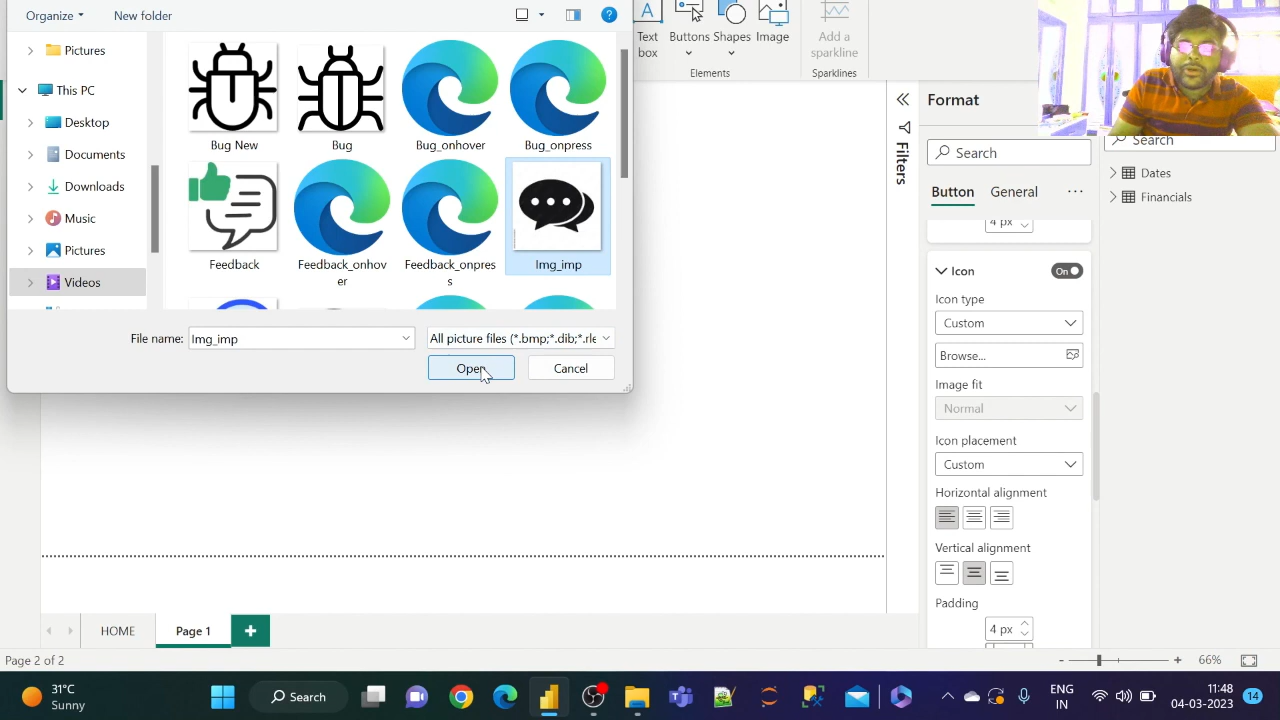 Organize
New folder
?
Pictures
This PC
Desktop
Documents
Downloads
Music
Pictures
Videos
Bug New
Bug
Bug_onhover
Bug_onpress
Feedback
Feedback_onhov
er
Feedback_onpres
s
Img_imp
File name:
Img_imp
All picture files (*.bmp;*.dib;*.rle
Open
Cancel
A
Text
box
Buttons
Shapes
Image
Elements
Add a
sparkline
Sparklines
Filters
Format
Search
Button
General
...
4 px
Icon
On
Icon type
Custom
Browse...
Image fit
Normal
Icon placement
Custom
Horizontal alignment
Vertical alignment
Padding
4 px
Search
Dates
Financials
HOME
Page 1
+
Page 2 of 2
- + 66%
31°C
Sunny
Search
ENG
IN
11:48
04-03-2023
14